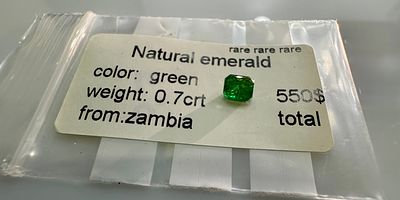 rare rare rare
Natural emerald
color: green
weight: 0.7crt
from:zambia
550$
total